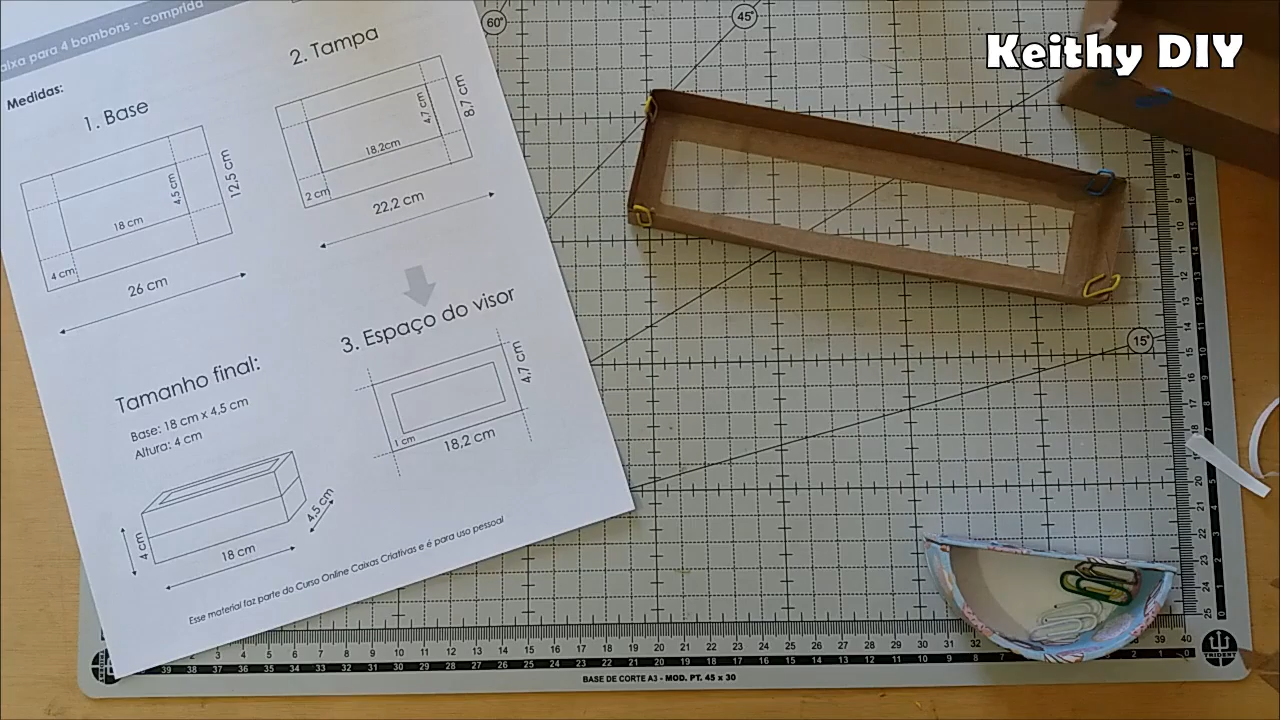 Keithy DIY
aixa para 4 bombons - comprida
Medidas:
1. Base
4,5 cm
12,5 cm
18 cm
4 cm
26 cm
2. Tampa
4,7 cm
8,7 cm
18,2cm
2 cm
22,2 cm
3. Espaço do visor
4,7 cm
1 cm
18,2 cm
Tamanho final:
Base: 18 cm x 4,5 cm
Altura: 4 cm
4 cm
18 cm
4,5 cm
Esse material faz parte do Curso Online Caixas Criativas e é para uso pessoal
60°
45°
15°
BASE DE CORTE A3 - MOD. PT. 45 x 30
TRIDENT